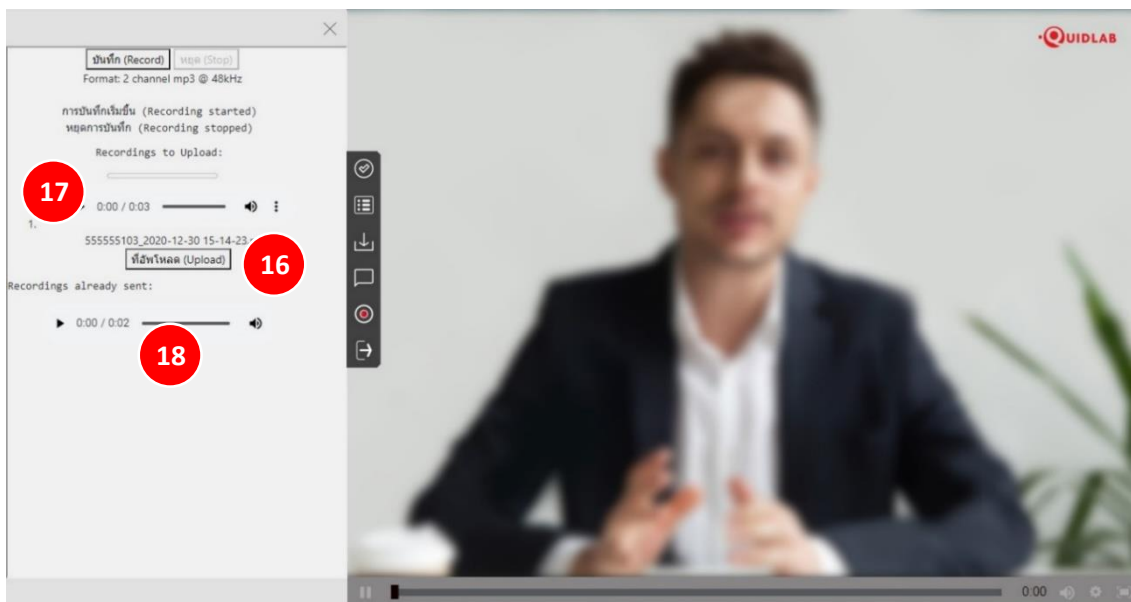 บันทึก (Record) หยุด (Stop)
Format: 2 channel mp3 @ 48kHz
การบันทึกเริ่มขึ้น (Recording started)
หยุดการบันทึก (Recording stopped)
Recordings to Upload:
17
0:00 / 0:03
1.
555555103_2020-12-30 15-14-23
ที่อัพโหลด (Upload)
16
Recordings already sent:
0:00 / 0:02
18
QUIDLAB
0:00